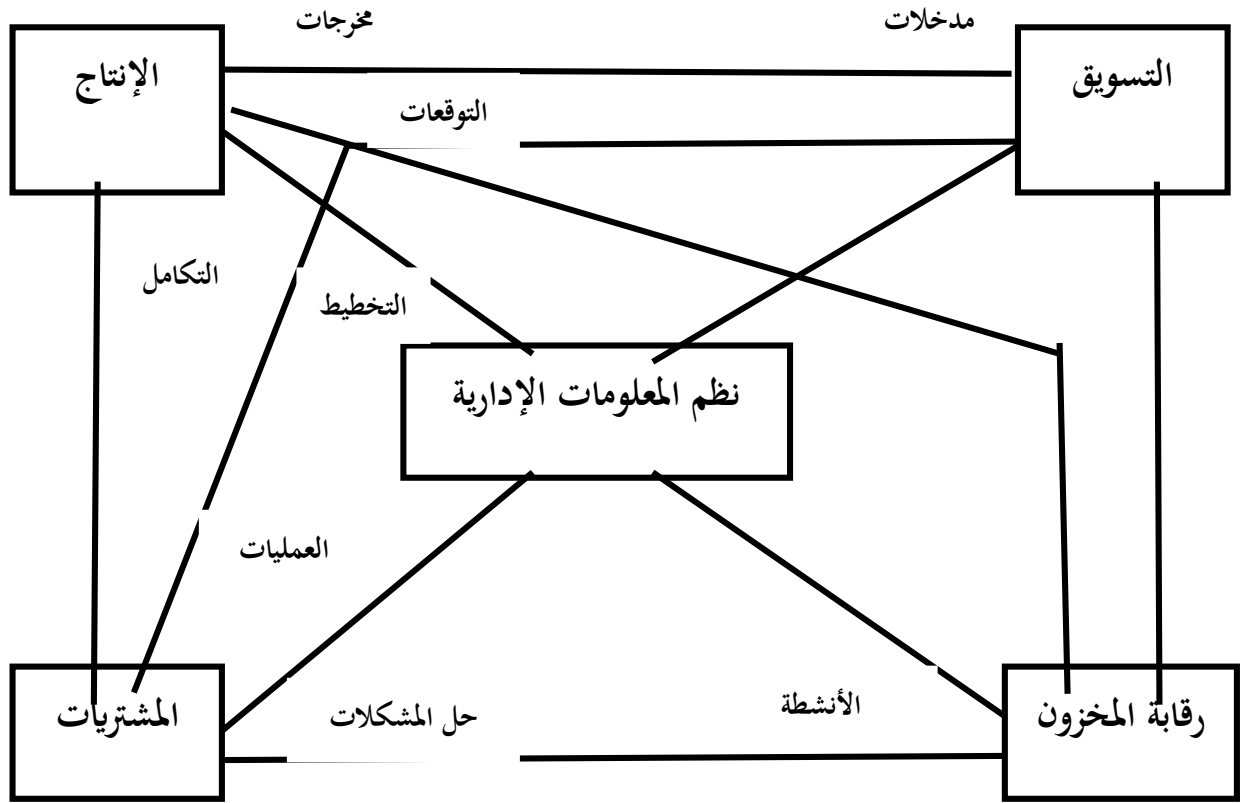 مدخلات
مخرجات
التسويق
الإنتاج
التوقعات
التكامل
التخطيط
نظم المعلومات الإدارية
العمليات
الأنشطة
حل المشكلات
رقابة المخزون
المشتريات